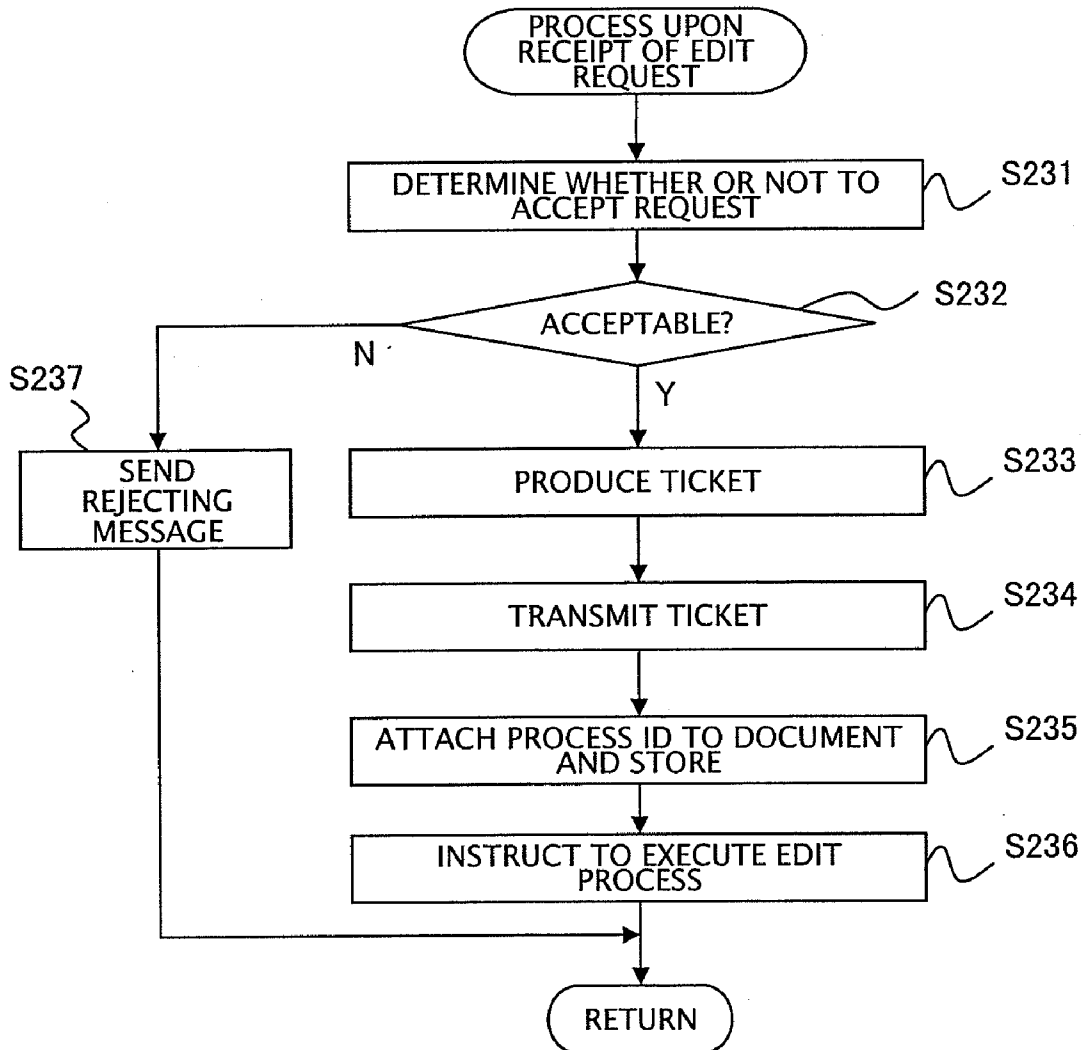 PROCESS UPON
RECEIPT OF EDIT
REQUEST
DETERMINE WHETHER OR NOT TO
ACCEPT REQUEST
S231
ACCEPTABLE?
S232
N
Y
S237
SEND
REJECTING
MESSAGE
PRODUCE TICKET
S233
TRANSMIT TICKET
S234
ATTACH PROCESS ID TO DOCUMENT
AND STORE
S235
INSTRUCT TO EXECUTE EDIT
PROCESS
S236
RETURN